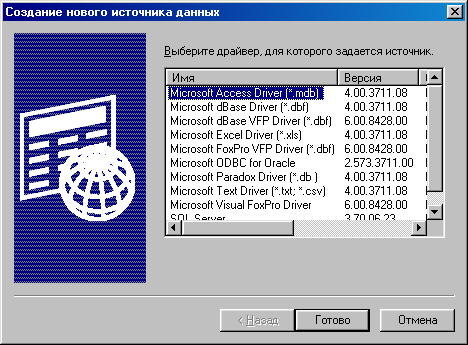 Создание нового источника данных
Выберите драйвер, для которого задается источник.
Имя Версия
Microsoft Access Driver (*.mdb) 4.00.3711.08
Microsoft dBase Driver (*.dbf) 4.00.3711.08
Microsoft dBase VFP Driver (*.dbf) 6.00.8428.00
Microsoft Excel Driver (*.xls) 4.00.3711.08
Microsoft FoxPro VFP Driver (*.dbf) 6.00.8428.00
Microsoft ODBC for Oracle 2.573.3711.00
Microsoft Paradox Driver (*.db ) 4.00.3711.08
Microsoft Text Driver (*.txt; *.csv) 4.00.3711.08
Microsoft Visual FoxPro Driver 6.00.8428.00
SQL Server 3.70.06.23
< Назад Готово Отмена